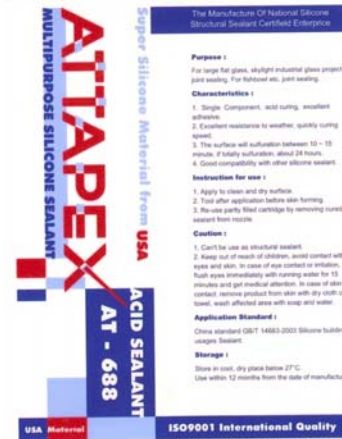 ATTAPEX
MULTIPURPOSE SILICONE SEALANT
Super Silicone Material from USA
ACID SEALANT
AT - 688
USA Material
The Manufacture Of National Silicone
Structural Sealant Certifield Enterprice
Purpose :
For large flat glass, skylight industrial glass project
joint sealing. For fishbowl etc, joint sealing.
Characteristics :
1. Single Component, acid curing, excellent
adhesive.
2. Excellent resistance to weather, quickly curing
speed.
3. The surface will sulfuration between 10 ~ 15
minute, if totally sulfuration, about 24 hours.
4. Good compatibility with other silicone sealant.
Instruction for use :
1. Apply to clean and dry surface.
2. Tool after application before skin forming.
3. Re-use partly filled cartridge by removing cured
sealant from nozzle.
Caution :
1. Can't be use as structural sealant.
2. Keep out of reach of children, avoid contact with
eyes and skin. In case of eye contact or irritation,
flush eyes immediately with running water for 15
minutes and get medical attention. In case of skin
contact, remove product from skin with dry cloth or
towel, wash affected area with soap and water.
Application Standard :
China standard GB/T 14683-2003 Silicone building
usages Sealant.
Storage :
Store in cool, dry place below 27°C.
Use within 12 months from the date of manufactur
ISO9001 International Quality